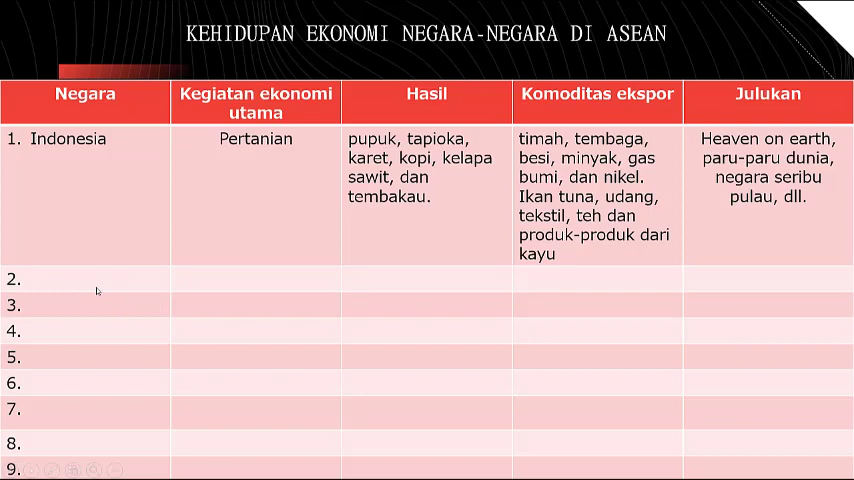 KEHIDUPAN EKONOMI NEGARA-NEGARA DI ASEAN
Negara
Kegiatan ekonomi
utama
Hasil
Komoditas ekspor
Julukan
1. Indonesia
Pertanian
pupuk, tapioka,
karet, kopi, kelapa
sawit, dan
tembakau.
timah, tembaga,
besi, minyak, gas
bumi, dan nikel.
Ikan tuna, udang,
tekstil, teh dan
produk-produk dari
kayu
Heaven on earth,
paru-paru dunia,
negara seribu
pulau, dll.
2.
3.
4.
5.
6.
7.
8.
9.